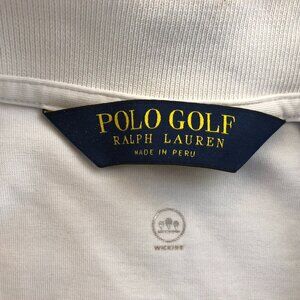 POLO GOLF
RALPH LAUREN
MADE IN PERU
WICKING